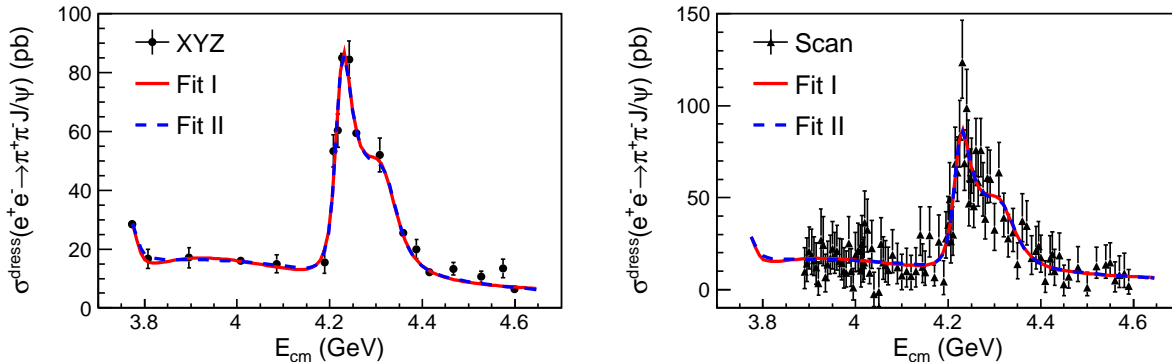 σ^dress(e⁺e⁻→π⁺π⁻J/ψ) (pb)
100
80
60
40
20
0
XYZ
Fit I
Fit II
3.8 4 4.2 4.4 4.6
E_cm (GeV)
σ^dress(e⁺e⁻→π⁺π⁻J/ψ) (pb)
150
100
50
0
Scan
Fit I
Fit II
3.8 4 4.2 4.4 4.6
E_cm (GeV)